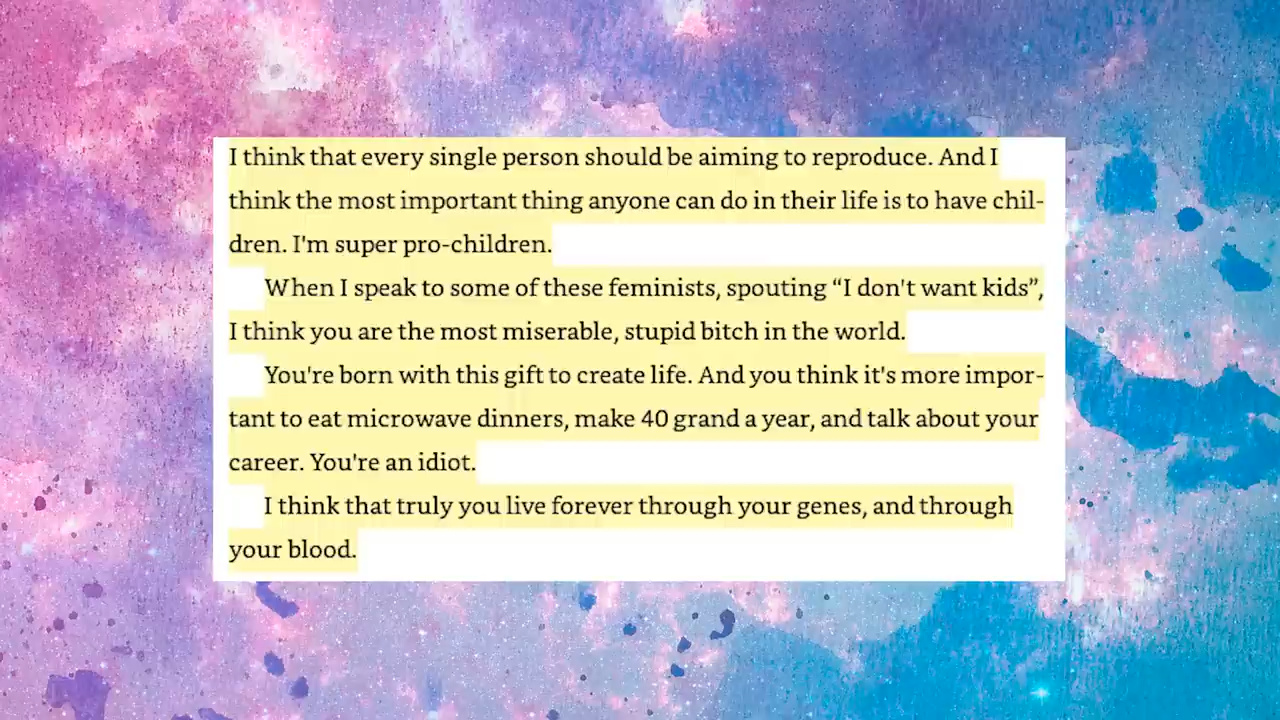 I think that every single person should be aiming to reproduce. And I
think the most important thing anyone can do in their life is to have chil-
dren. I'm super pro-children.
When I speak to some of these feminists, spouting “I don't want kids”,
I think you are the most miserable, stupid bitch in the world.
You're born with this gift to create life. And you think it's more impor-
tant to eat microwave dinners, make 40 grand a year, and talk about your
career. You're an idiot.
I think that truly you live forever through your genes, and through
your blood.